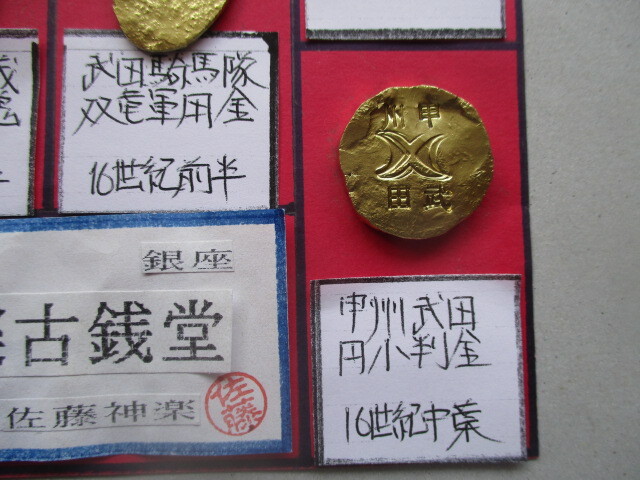 武田騎馬隊
双竜軍用金
16世紀前半
甲州
武田
銀座
古銭堂
佐藤神楽
佐藤
甲州武田
円小判金
16世紀中葉